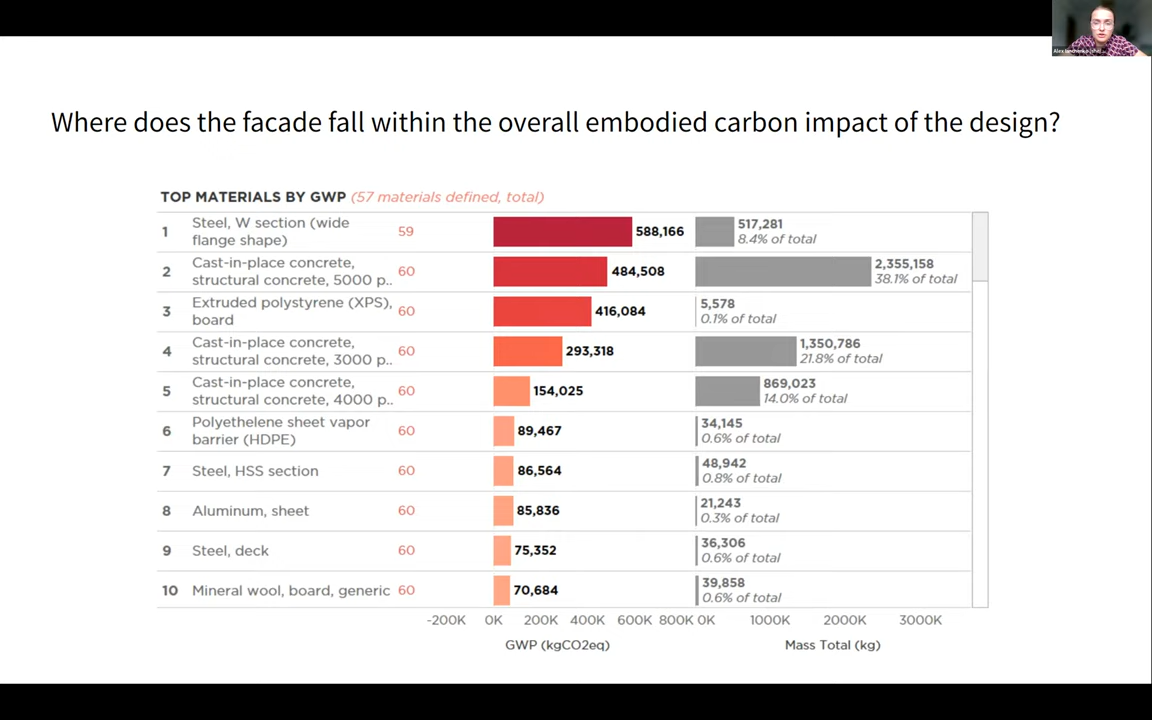 Where does the facade fall within the overall embodied carbon impact of the design?
TOP MATERIALS BY GWP (57 materials defined, total)
1 Steel, W section (wide flange shape) 59 588,166 517,281 8.4% of total
2 Cast-in-place concrete, structural concrete, 5000 p.. 60 484,508 2,355,158 38.1% of total
3 Extruded polystyrene (XPS), board 60 416,084 5,578 0.1% of total
4 Cast-in-place concrete, structural concrete, 3000 p.. 60 293,318 1,350,786 21.8% of total
5 Cast-in-place concrete, structural concrete, 4000 p.. 60 154,025 869,023 14.0% of total
6 Polyethelene sheet vapor barrier (HDPE) 60 89,467 34,145 0.6% of total
7 Steel, HSS section 60 86,564 48,942 0.8% of total
8 Aluminum, sheet 60 85,836 21,243 0.3% of total
9 Steel, deck 60 75,352 36,306 0.6% of total
10 Mineral wool, board, generic 60 70,684 39,858 0.6% of total
-200K 0K 200K 400K 600K 800K 0K 1000K 2000K 3000K
GWP (kgCO2eq) Mass Total (kg)